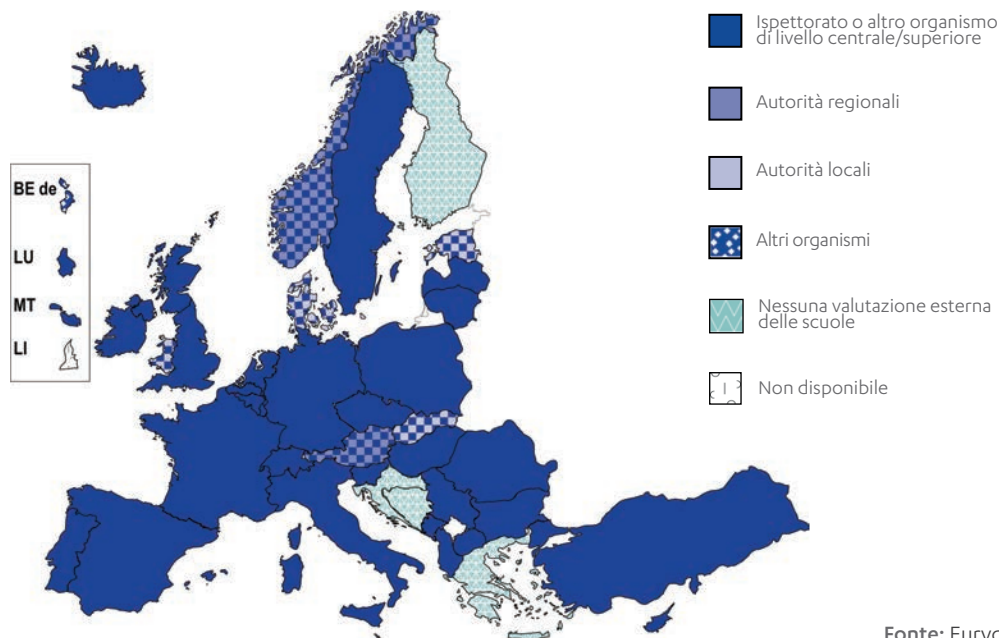 Ispettorato o altro organismo
di livello centrale/superiore
Autorità regionali
Autorità locali
Altri organismi
Nessuna valutazione esterna
delle scuole
Non disponibile
BE de
LU
MT
LI
Fonte: